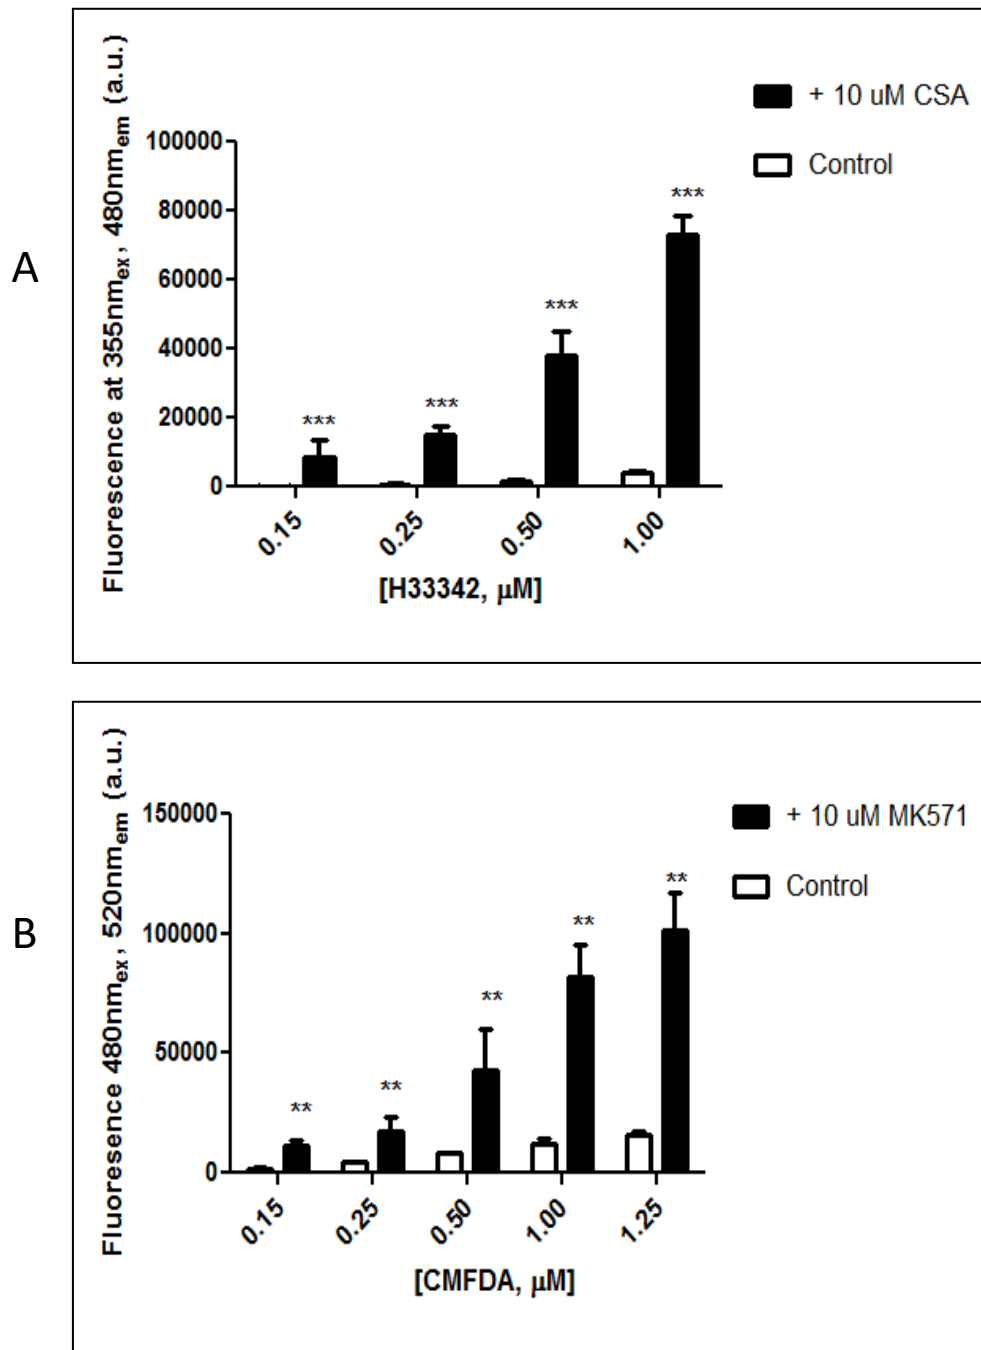 A
Fluorescence at 355nmex, 480nmem (a.u.)
100000
80000
60000
40000
20000
0
***
***
***
***
0.15
0.25
0.50
1.00
[H33342, μM]
+ 10 uM CSA
Control
B
Fluoresence 480nmex, 520nmem (a.u.)
150000
100000
50000
0
**
**
**
**
**
0.15
0.25
0.50
1.00
1.25
[CMFDA, μM]
+ 10 uM MK571
Control